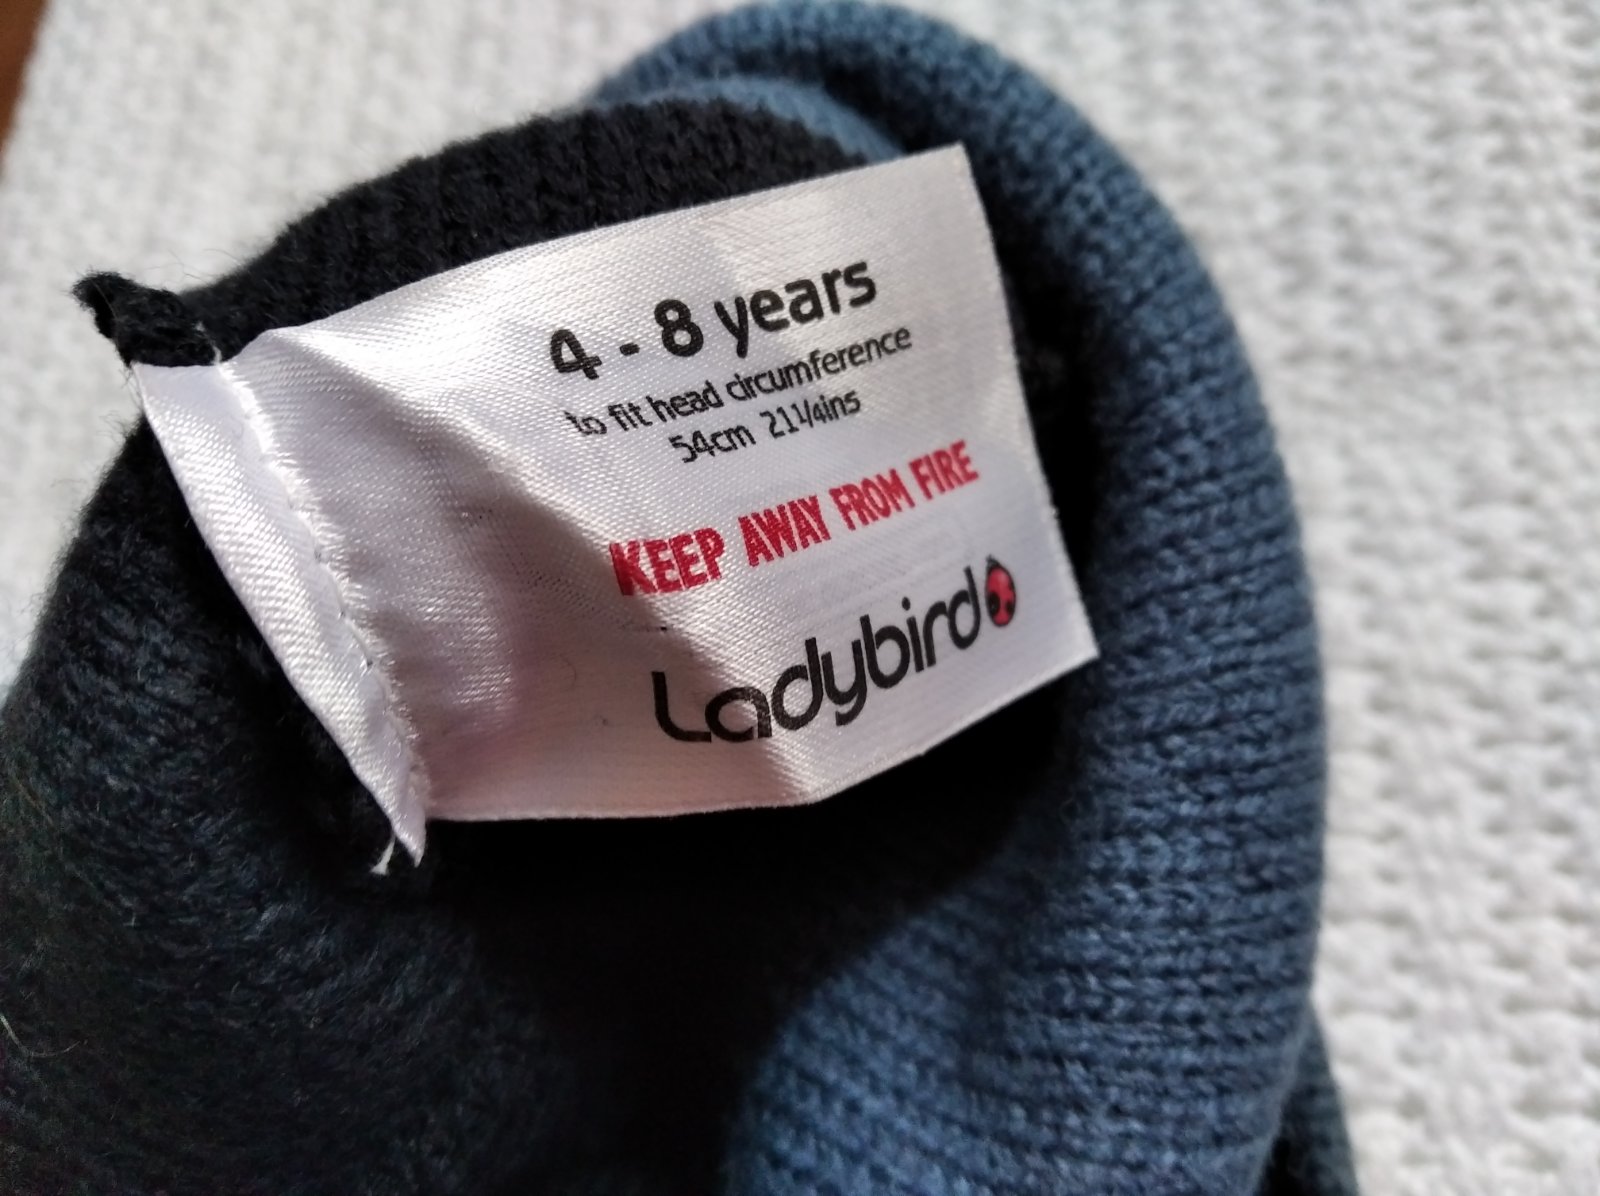 4 - 8 years
to fit head circumference
54cm 21¼ins
KEEP AWAY FROM FIRE
Ladybird